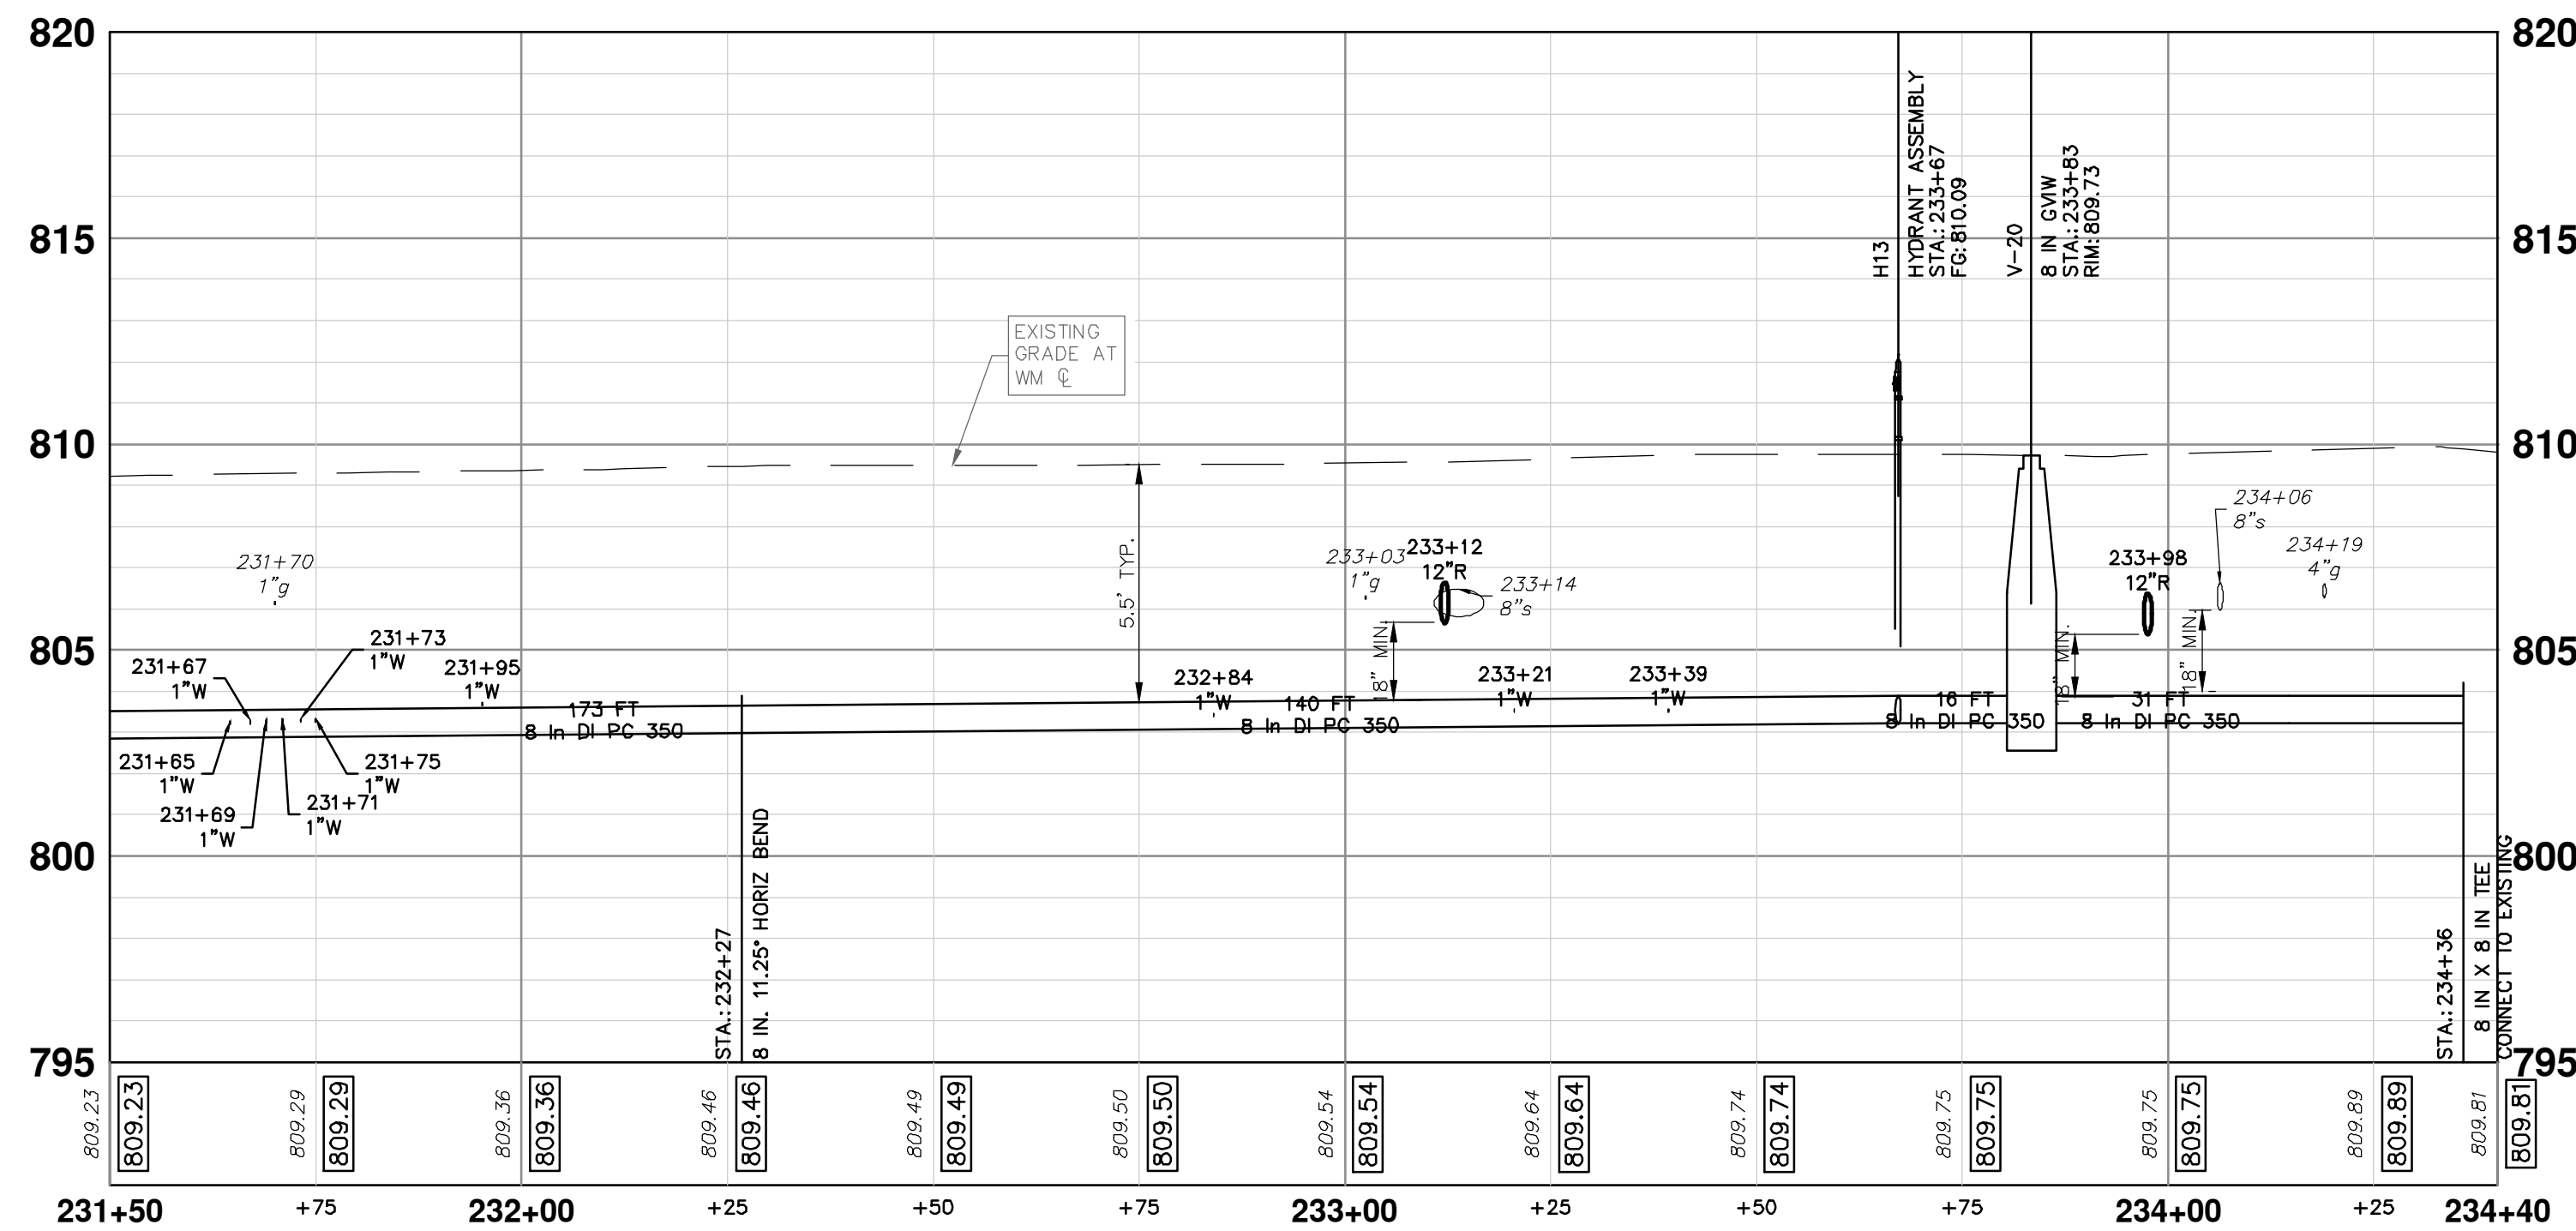 820
820
815
815
810
810
805
805
800
800
795
795
H13
HYDRANT ASSEMBLY
STA.: 233+67
FG: 810.09
V-20
8 IN GVIW
STA.: 233+83
RIM: 809.73
EXISTING
GRADE AT
WM ℄
231+70
1"g
231+67
1"W
231+73
1"W
231+95
1"W
231+65
1"W
231+69
1"W
231+71
1"W
231+75
1"W
173 FT
8 In DI PC 350
5.5' TYP.
232+84
1"W
140 FT
8 In DI PC 350
233+03
1"g
233+12
12"R
233+14
8"s
18" MIN.
233+21
1"W
233+39
1"W
16 FT
8 In DI PC 350
18" MIN.
31 FT
8 In DI PC 350
233+98
12"R
18" MIN.
234+06
8"s
234+19
4"g
STA.: 232+27
8 IN. 11.25° HORIZ BEND
STA.: 234+36
8 IN X 8 IN TEE
CONNECT TO EXISTING
809.23
809.23
809.29
809.29
809.36
809.36
809.46
809.46
809.49
809.49
809.50
809.50
809.54
809.54
809.64
809.64
809.74
809.74
809.75
809.75
809.75
809.75
809.89
809.89
809.81
809.81
231+50
+75
232+00
+25
+50
+75
233+00
+25
+50
+75
234+00
+25
234+40